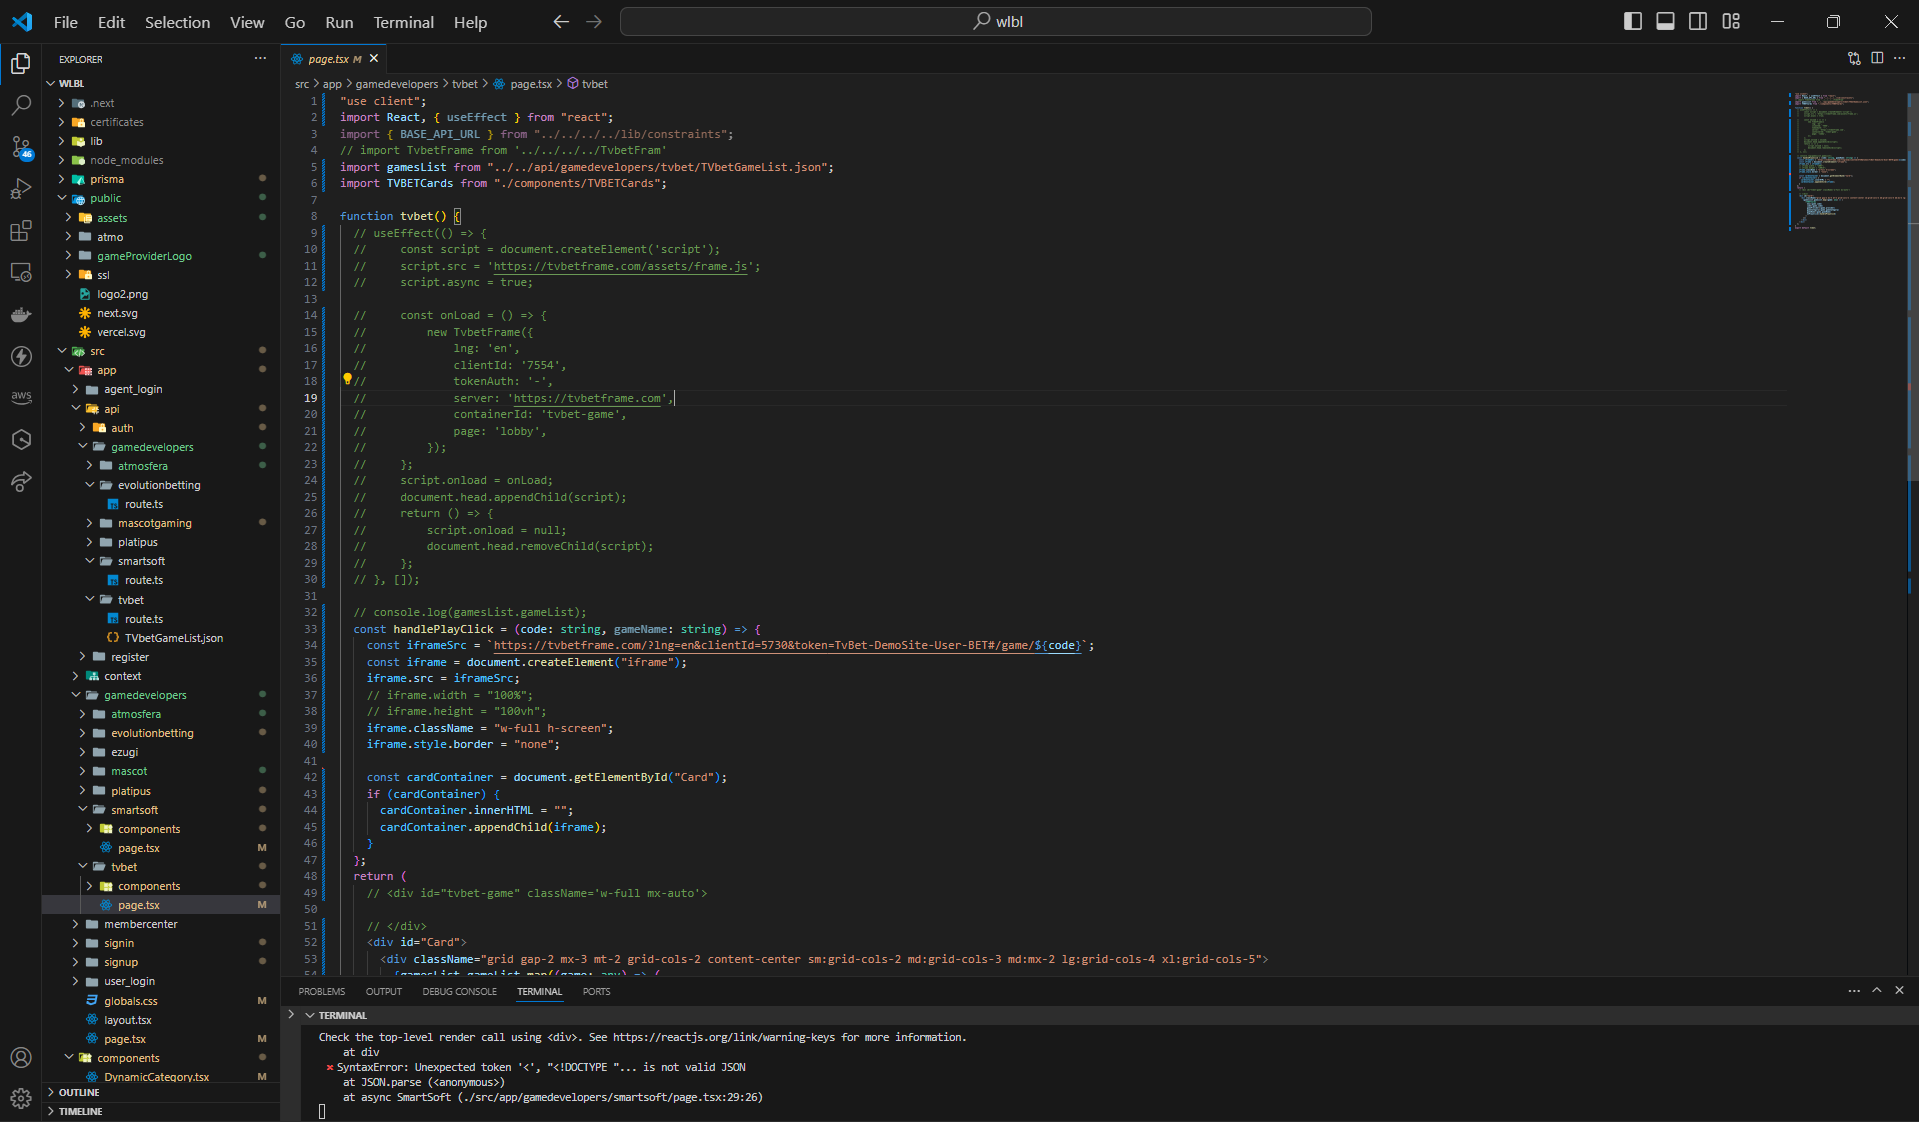 File Edit Selection View Go Run Terminal Help
wlbl
EXPLORER
WLBL
.next
certificates
lib
node_modules
prisma
public
assets
atmo
gameProviderLogo
ssl
logo2.png
next.svg
vercel.svg
src
app
agent_login
api
auth
gamedevelopers
atmosfera
evolutionbetting
route.ts
mascotgaming
platipus
smartsoft
route.ts
tvbet
route.ts
TVbetGameList.json
register
context
gamedevelopers
atmosfera
evolutionbetting
ezugi
mascot
platipus
smartsoft
components
page.tsx M
tvbet
components
page.tsx M
membercenter
signin
signup
user_login
globals.css M
layout.tsx
page.tsx M
components
DynamicCategory.tsx M
OUTLINE
TIMELINE
46
aws
page.tsx M
src > app > gamedevelopers > tvbet > page.tsx > tvbet
1 "use client";
2 import React, { useEffect } from "react";
3 import { BASE_API_URL } from "../../../../lib/constraints";
4 // import TvbetFrame from '../../../../TvbetFram'
5 import gamesList from "../../api/gamedevelopers/tvbet/TVbetGameList.json";
6 import TVBETCards from "./components/TVBETCards";
7
8 function tvbet() {
9 // useEffect(() => {
10 // const script = document.createElement('script');
11 // script.src = 'https://tvbetframe.com/assets/frame.js';
12 // script.async = true;
13
14 // const onLoad = () => {
15 // new TvbetFrame({
16 // lng: 'en',
17 // clientId: '7554',
18 // tokenAuth: '-',
19 // server: 'https://tvbetframe.com',
20 // containerId: 'tvbet-game',
21 // page: 'lobby',
22 // });
23 // };
24 // script.onload = onLoad;
25 // document.head.appendChild(script);
26 // return () => {
27 // script.onload = null;
28 // document.head.removeChild(script);
29 // };
30 // }, []);
31
32 // console.log(gamesList.gameList);
33 const handlePlayClick = (code: string, gameName: string) => {
34 const iframeSrc = `https://tvbetframe.com/?lng=en&clientId=5730&token=TvBet-DemoSite-User-BET#/game/${code}`;
35 const iframe = document.createElement("iframe");
36 iframe.src = iframeSrc;
37 // iframe.width = "100%";
38 // iframe.height = "100vh";
39 iframe.className = "w-full h-screen";
40 iframe.style.border = "none";
41
42 const cardContainer = document.getElementById("Card");
43 if (cardContainer) {
44 cardContainer.innerHTML = "";
45 cardContainer.appendChild(iframe);
46 }
47 };
48 return (
49 // <div id="tvbet-game" className='w-full mx-auto'>
50
51 // </div>
52 <div id="Card">
53 <div className="grid gap-2 mx-3 mt-2 grid-cols-2 content-center sm:grid-cols-2 md:grid-cols-3 md:mx-2 lg:grid-cols-4 xl:grid-cols-5">
54 {gamesList.gameList.map((game: any) => (
PROBLEMS OUTPUT DEBUG CONSOLE TERMINAL PORTS
TERMINAL
Check the top-level render call using <div>. See https://reactjs.org/link/warning-keys for more information.
at div
SyntaxError: Unexpected token '<', "<!DOCTYPE "... is not valid JSON
at JSON.parse (<anonymous>)
at async SmartSoft (./src/app/gamedevelopers/smartsoft/page.tsx:29:26)